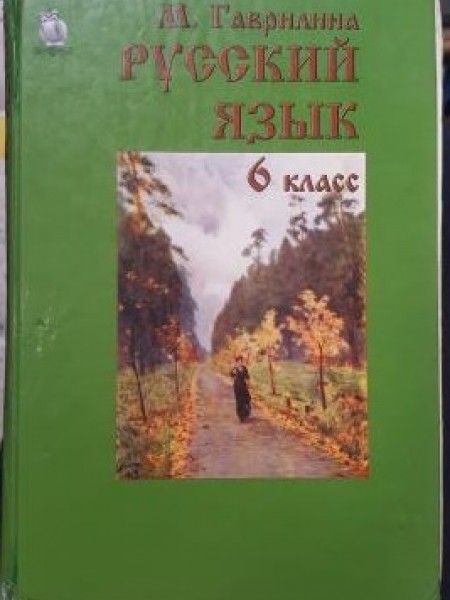 М. Гаврилина
Русский
язык
6 класс